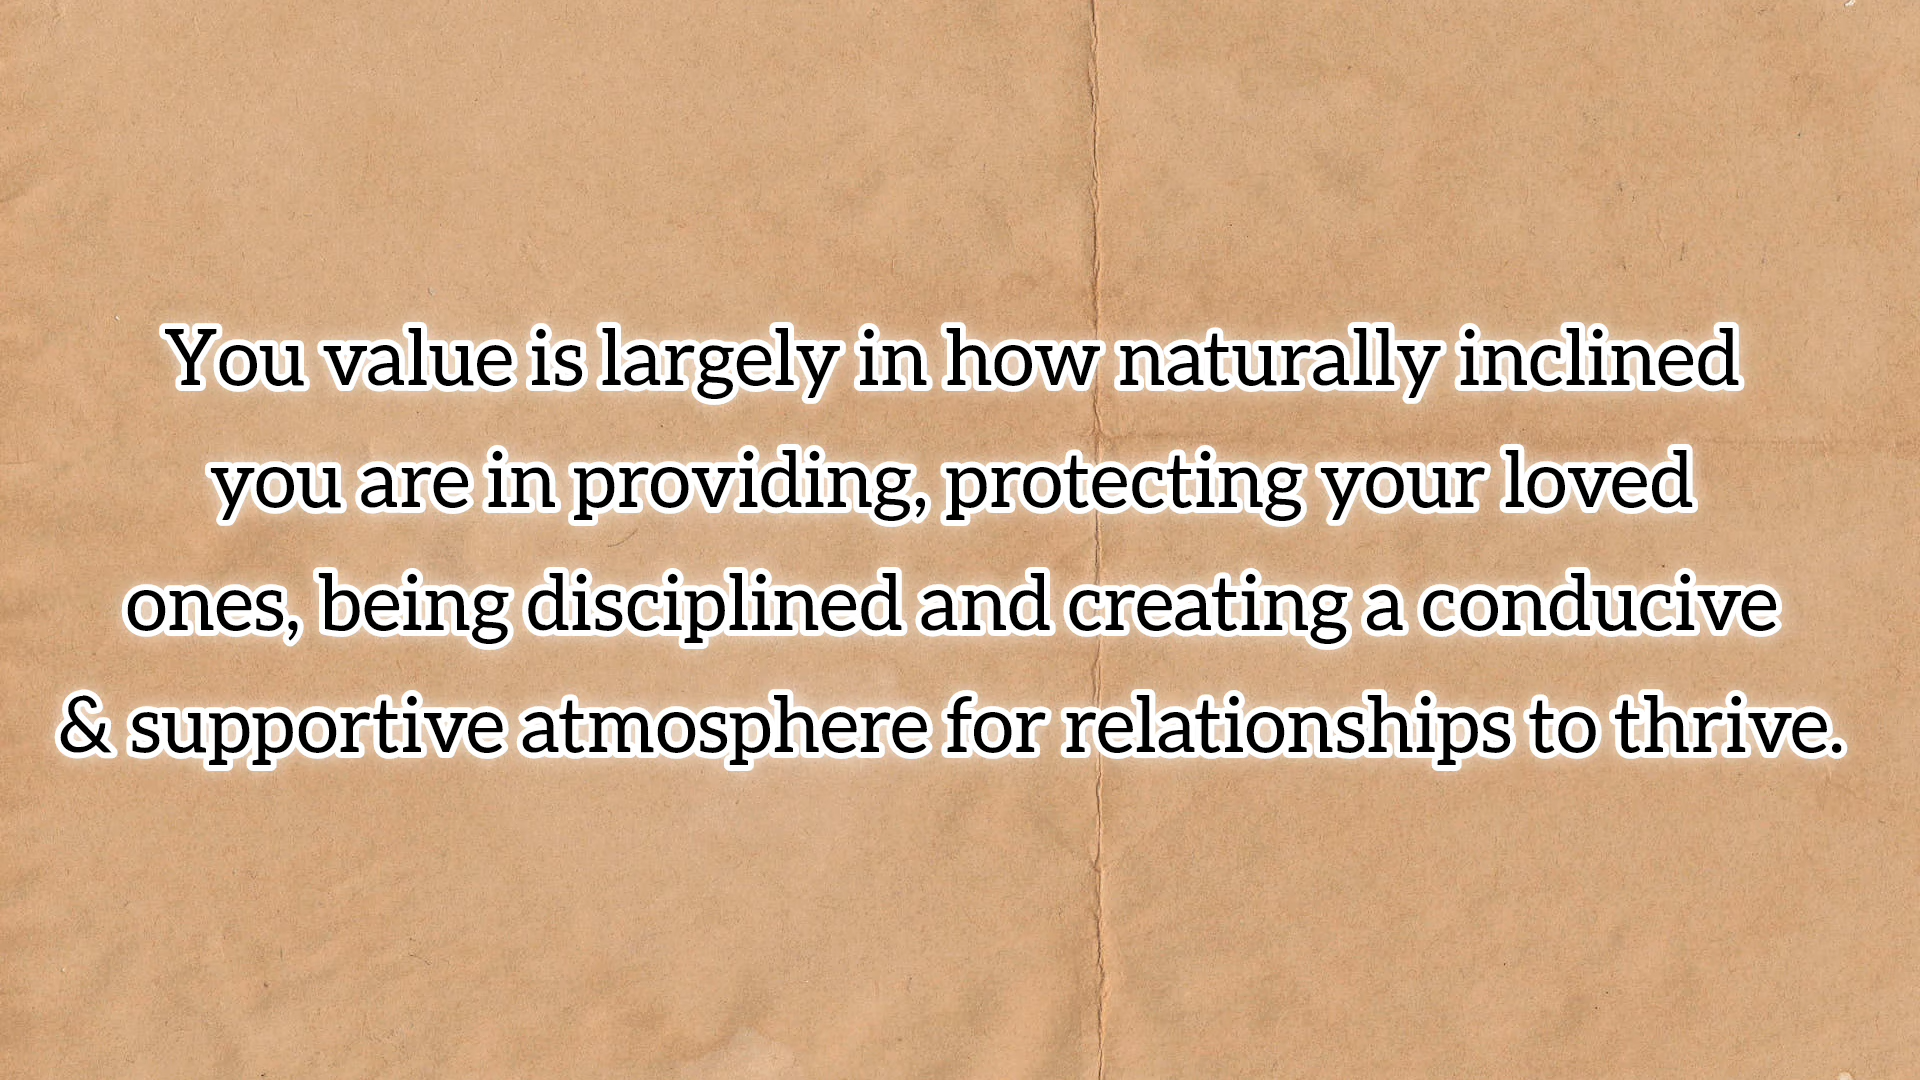 You value is largely in how naturally inclined
you are in providing, protecting your loved
ones, being disciplined and creating a conducive
& supportive atmosphere for relationships to thrive.